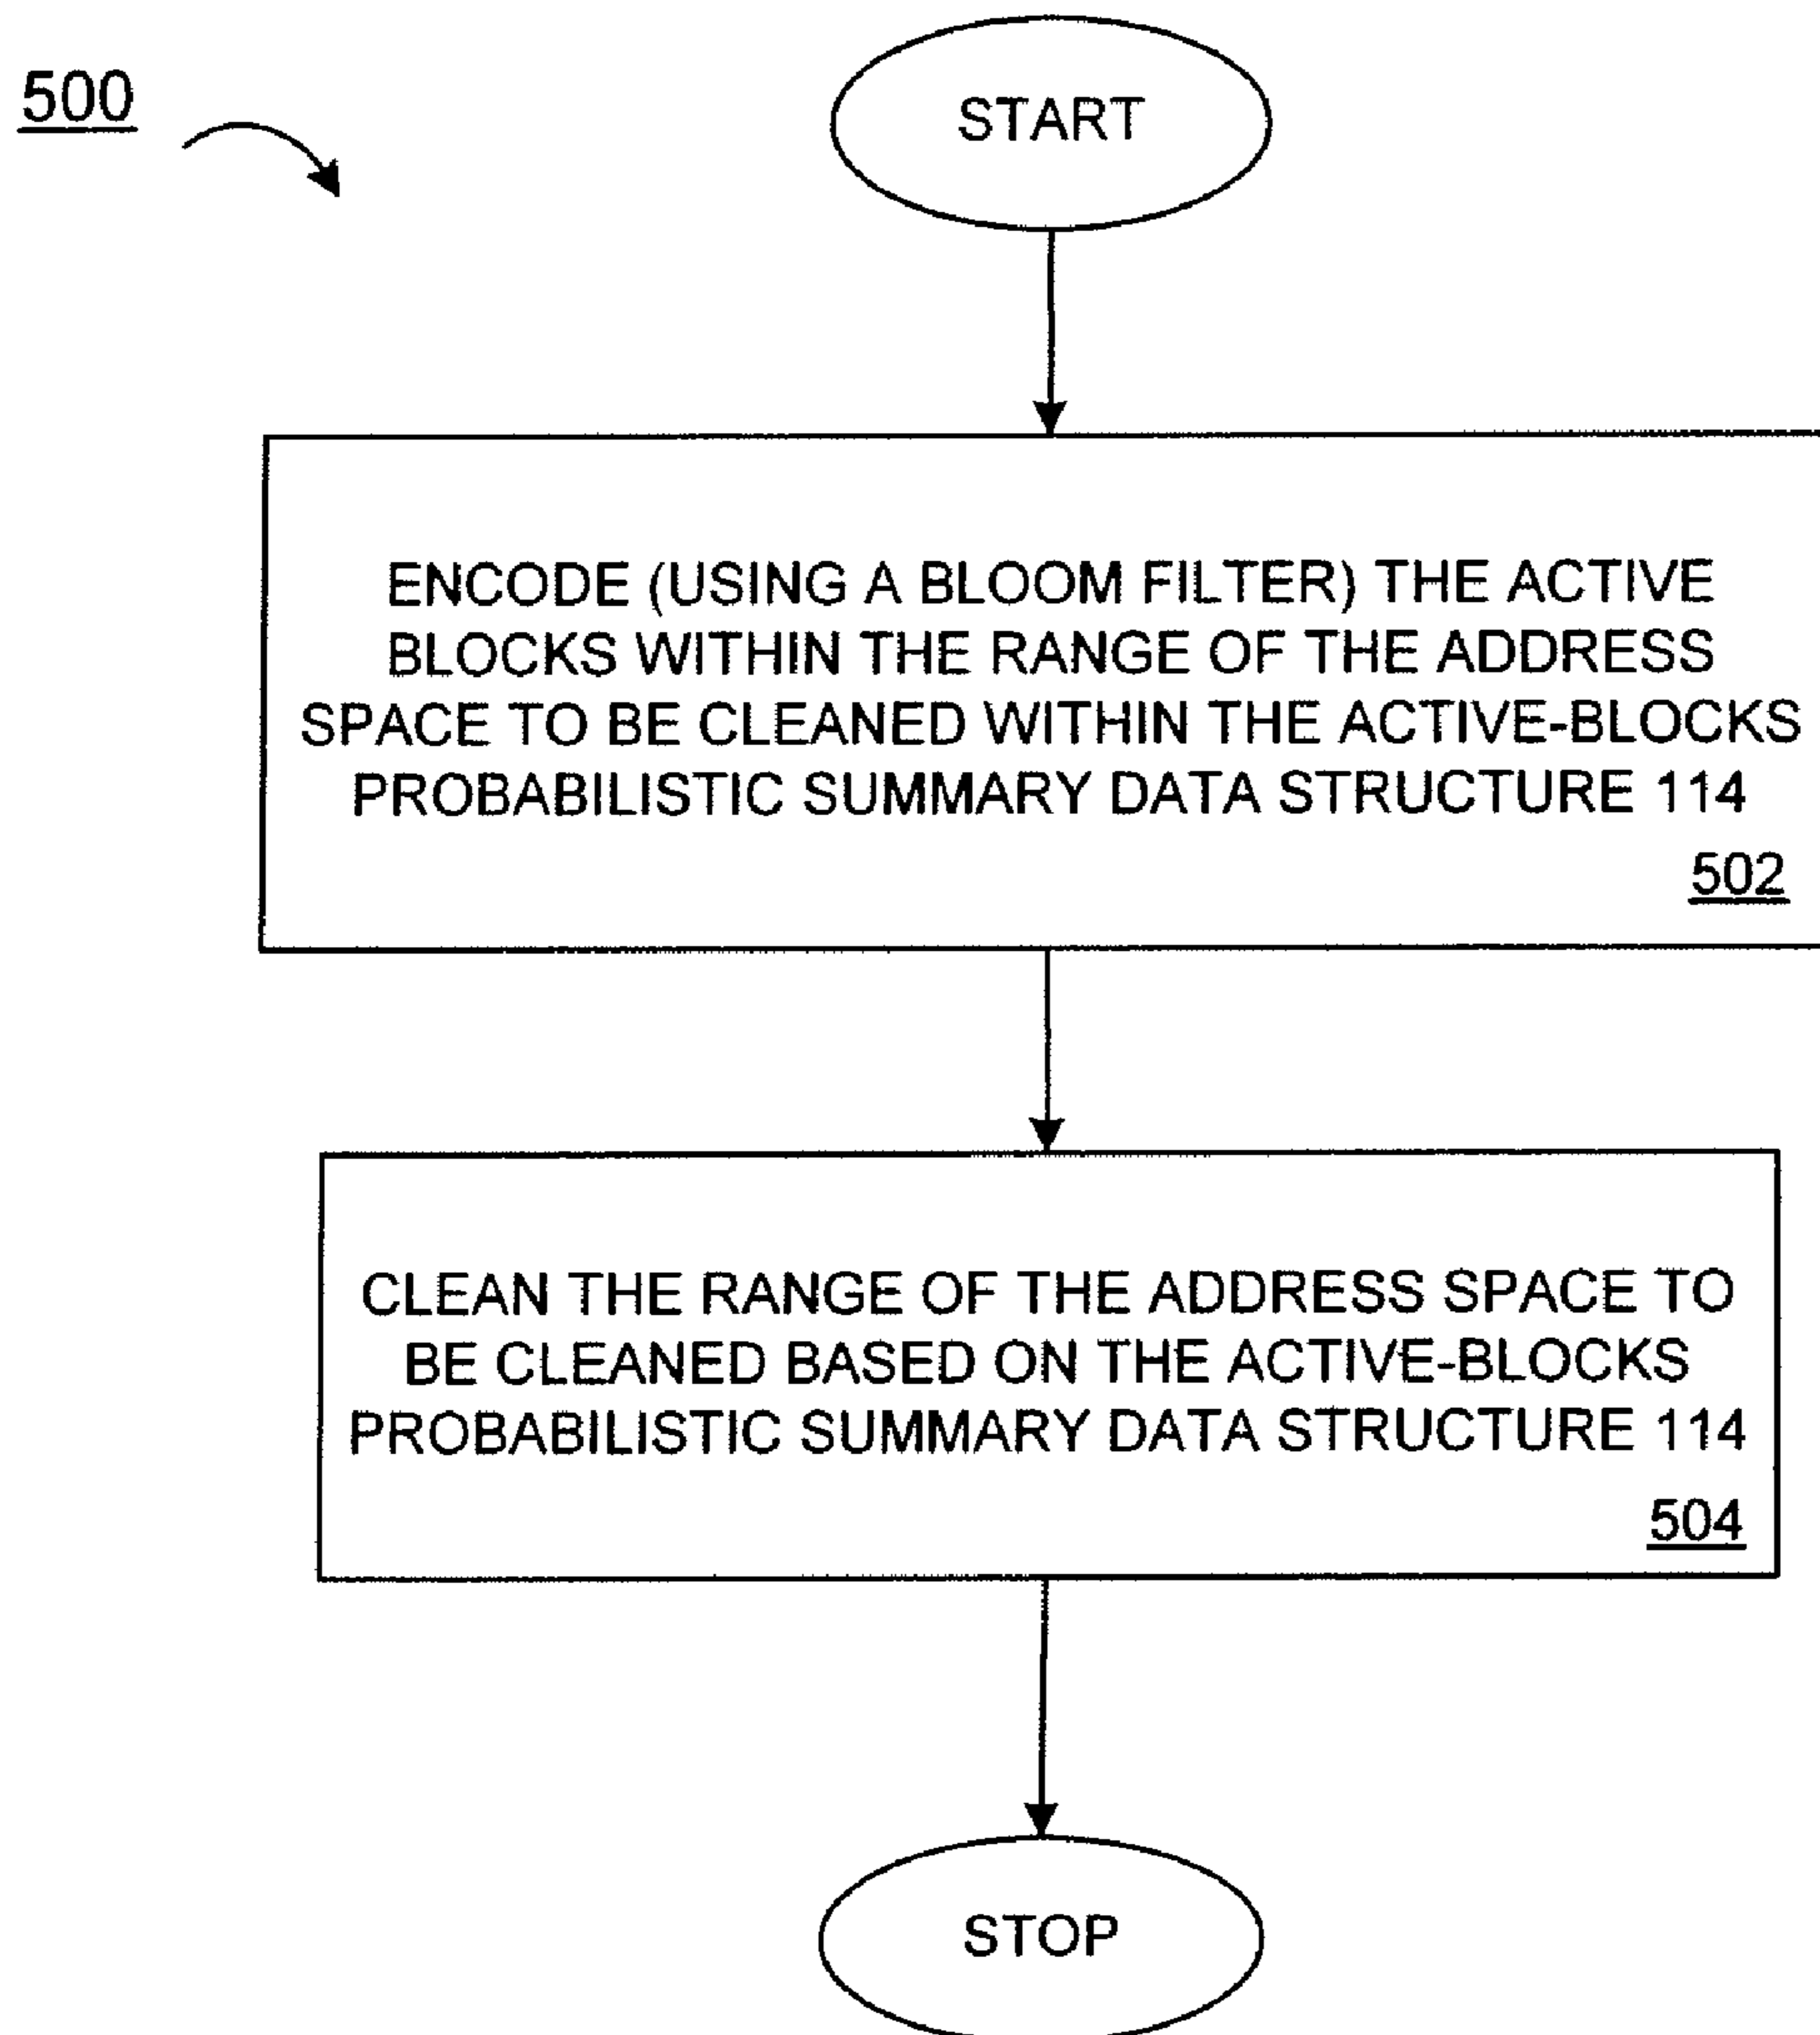 500
START
ENCODE (USING A BLOOM FILTER) THE ACTIVE
BLOCKS WITHIN THE RANGE OF THE ADDRESS
SPACE TO BE CLEANED WITHIN THE ACTIVE-BLOCKS
PROBABILISTIC SUMMARY DATA STRUCTURE 114
502
CLEAN THE RANGE OF THE ADDRESS SPACE TO
BE CLEANED BASED ON THE ACTIVE-BLOCKS
PROBABILISTIC SUMMARY DATA STRUCTURE 114
504
STOP